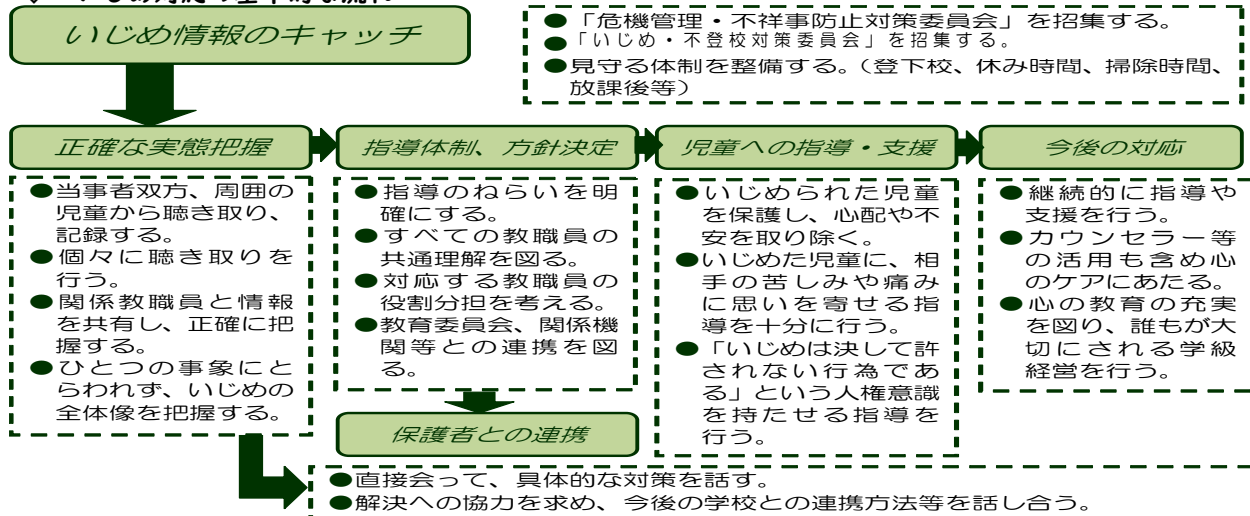 いじめ情報のキャッチ
●「危機管理・不祥事防止対策委員会」を招集する。
●「いじめ・不登校対策委員会」を招集する。
●見守る体制を整備する。（登下校、休み時間、掃除時間、
放課後等）
正確な実態把握
●当事者双方、周囲の
児童から聴き取り、
記録する。
●個々に聴き取りを
行う。
●関係教職員と情報
を共有し、正確に把
握する。
●ひとつの事象にと
らわれず、いじめの
全体像を把握する。
指導体制、方針決定
●指導のねらいを明
確にする。
●すべての教職員の
共通理解を図る。
●対応する教職員の
役割分担を考える。
●教育委員会、関係機
関等との連携を図
る。
児童への指導・支援
●いじめられた児童
を保護し、心配や不
安を取り除く。
●いじめた児童に、相
手の苦しみや痛み
に思いを寄せる指
導を十分に行う。
●「いじめは決して許
されない行為であ
る」という人権意識
を持たせる指導を
行う。
今後の対応
●継続的に指導や
支援を行う。
●カウンセラー等
の活用も含め心
のケアにあたる。
●心の教育の充実
を図り、誰もが大
切にされる学級
経営を行う。
保護者との連携
●直接会って、具体的な対策を話す。
●解決への協力を求め、今後の学校との連携方法等を話し合う。